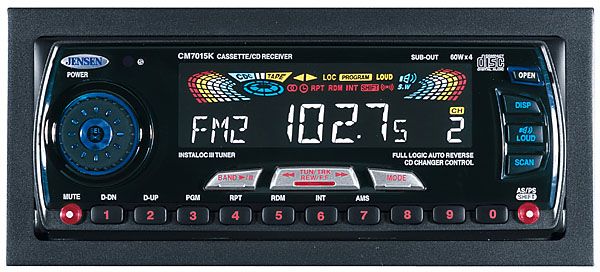 JENSEN CM7015K CASSETTE/CD RECEIVER SUB-OUT 60W x 4 COMPACT disc DIGITAL AUDIO
POWER CDC TAPE LOC PROGRAM LOUD OPEN
RPT RDM INT SHIFT S.W
DISP
CH
FM2 102.7 S 2
LOUD
INSTALOC III TUNER FULL LOGIC AUTO REVERSE
CD CHANGER CONTROL
SCAN
BAND TUN/TRK MODE
REW/F.F
MUTE D-DN D-UP PGM RPT RDM INT AMS AS/PS
SHIFT
1 2 3 4 5 6 7 8 9 0